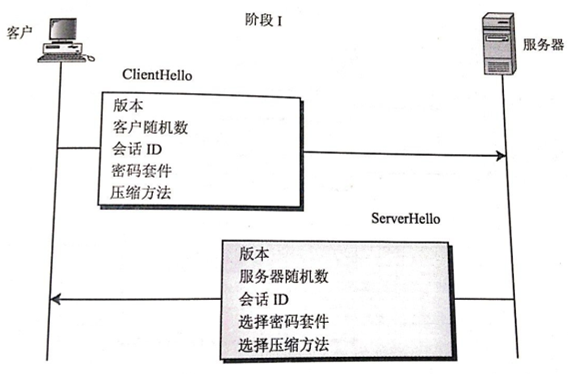 阶段 I
客户
服务器
ClientHello
版本
客户随机数
会话 ID
密码套件
压缩方法
ServerHello
版本
服务器随机数
会话 ID
选择密码套件
选择压缩方法